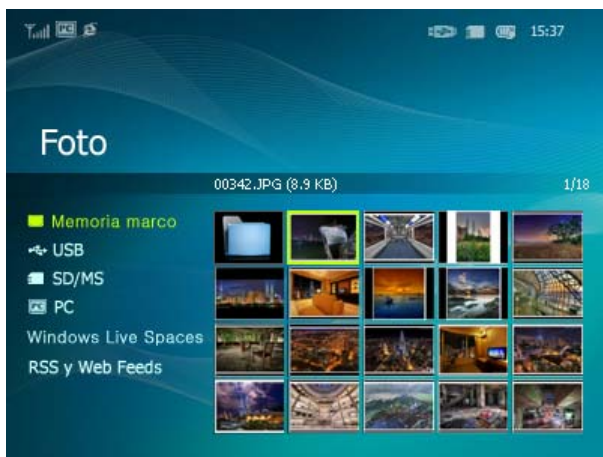 PC
15:37
Foto
00342.JPG (8.9 KB)
1/18
Memoria marco
USB
SD/MS
PC
Windows Live Spaces
RSS y Web Feeds